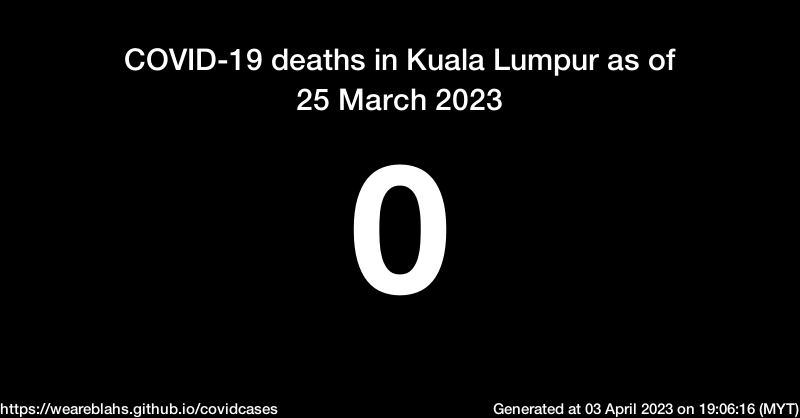 COVID-19 deaths in Kuala Lumpur as of
25 March 2023
0
https://weareblahs.github.io/covidcases
Generated at 03 April 2023 on 19:06:16 (MYT)